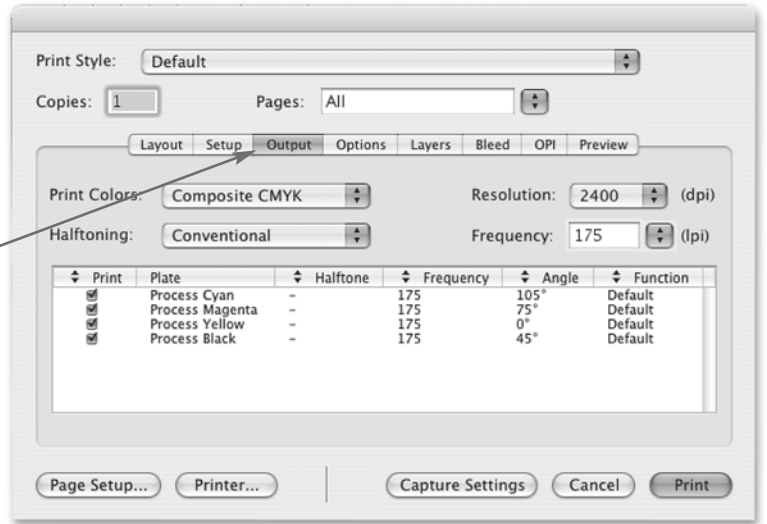 Print Style: Default
Copies: 1 Pages: All
Layout Setup Output Options Layers Bleed OPI Preview
Print Colors: Composite CMYK Resolution: 2400 (dpi)
Halftoning: Conventional Frequency: 175 (lpi)
Print Plate Halftone Frequency Angle Function
Process Cyan – 175 105° Default
Process Magenta – 175 75° Default
Process Yellow – 175 0° Default
Process Black – 175 45° Default
Page Setup... Printer... Capture Settings Cancel Print